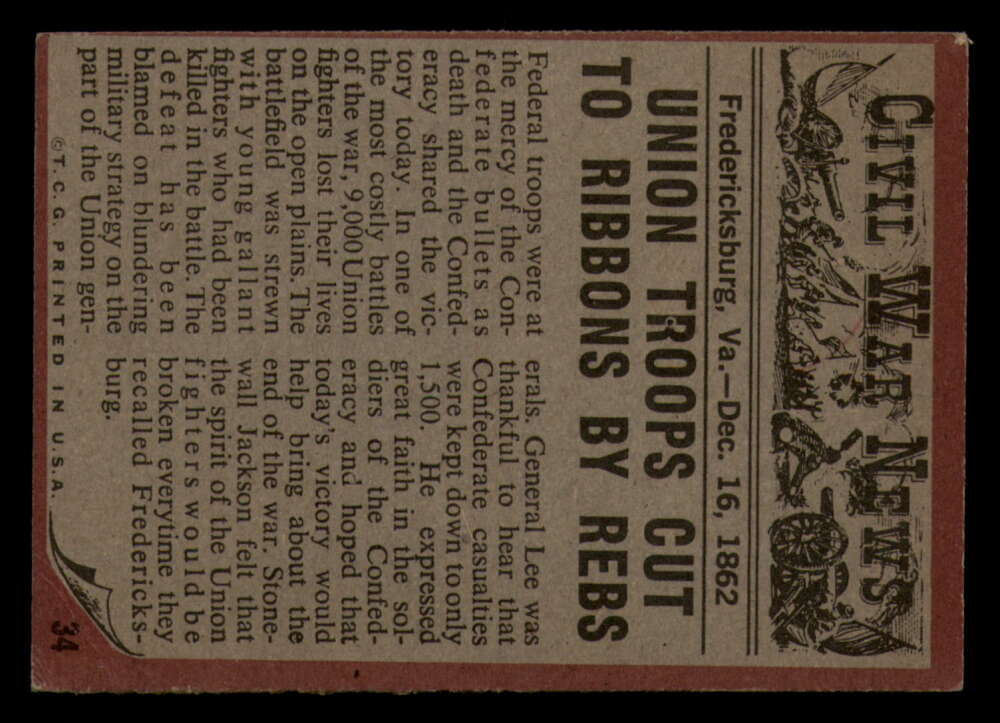 CIVIL WAR NEWS
Fredericksburg, Va.—Dec. 16, 1862
UNION TROOPS CUT
TO RIBBONS BY REBS
Federal troops were at
the mercy of the Con-
federate bullets as
death and the Confed-
eracy shared the vic-
tory today. In one of
the most costly battles
of the war, 9,000 Union
fighters lost their lives
on the open plains. The
battlefield was strewn
with young gallant
fighters who had been
killed in the battle. The
defeat has been
blamed on blundering
military strategy on the
part of the Union gen-
erals. General Lee was
thankful to hear that
Confederate casualties
were kept down to only
1,500. He expressed
great faith in the sol-
diers of the Confed-
eracy and hoped that
today's victory would
help bring about the
end of the war. Stone-
wall Jackson felt that
the spirit of the Union
fighters would be
broken everytime they
recalled Fredericks-
burg.
©T.C.G. PRINTED IN U.S.A.
34